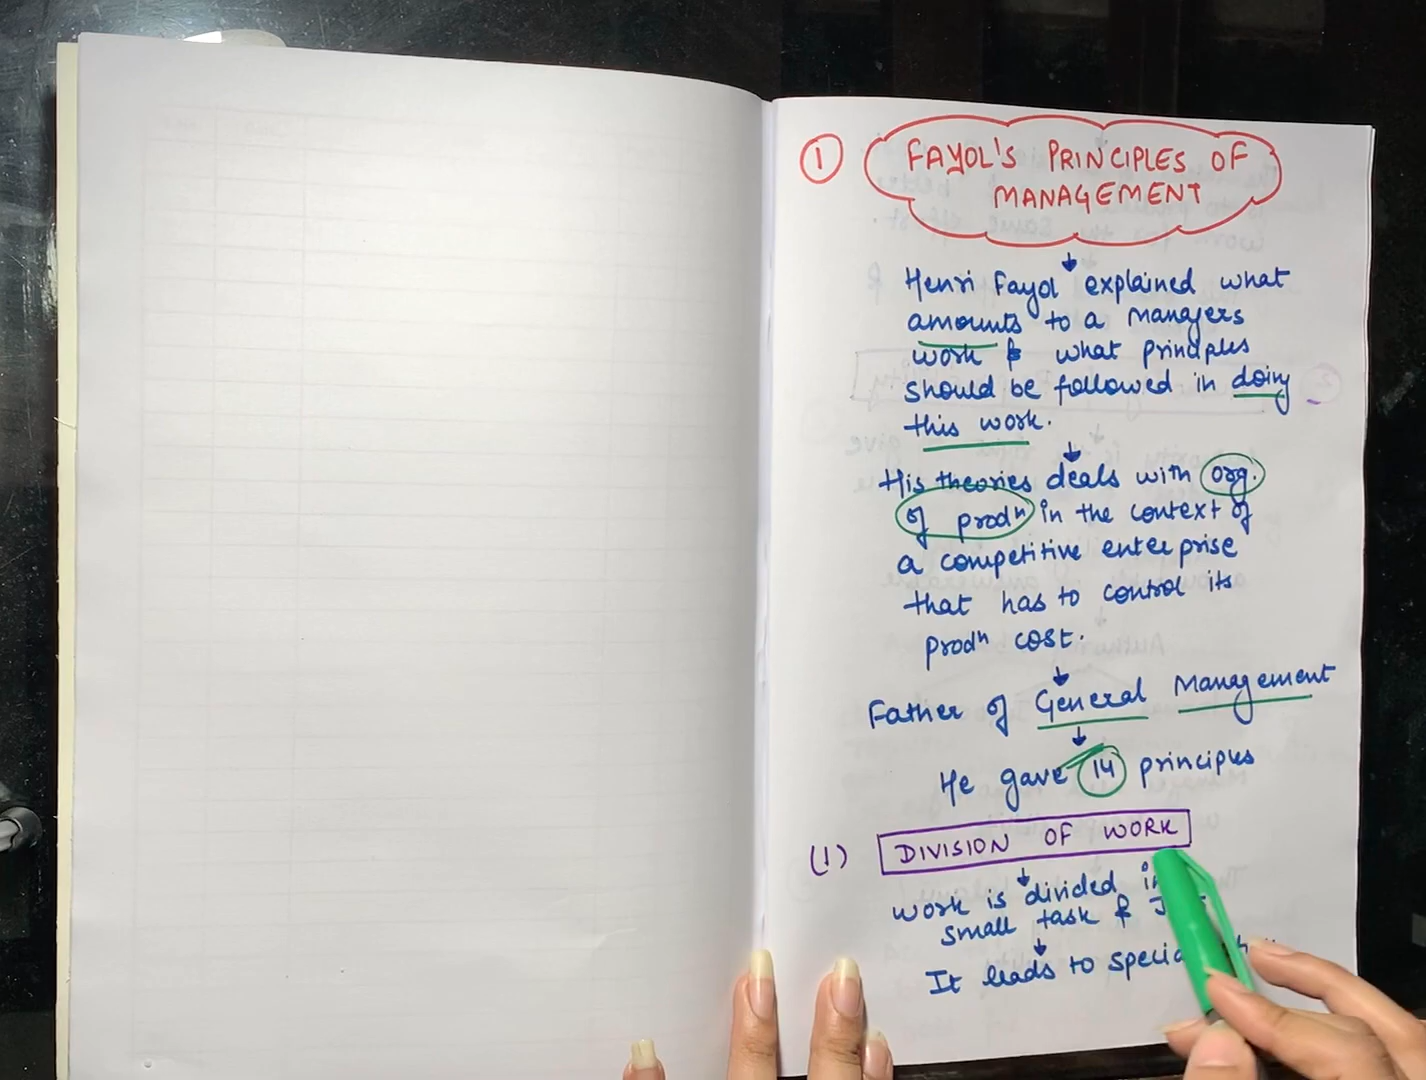 ① FAYOL'S PRINCIPLES OF
MANAGEMENT
Henri Fayol explained what
amounts to a managers
work & what principles
should be followed in doing
this work.
His theories deals with org.
of prodⁿ in the context of
a competitive enterprise
that has to control its
prodⁿ cost.
Father of General Management
He gave 14 principles
(1) DIVISION OF WORK
work is divided in
small task &
It leads to